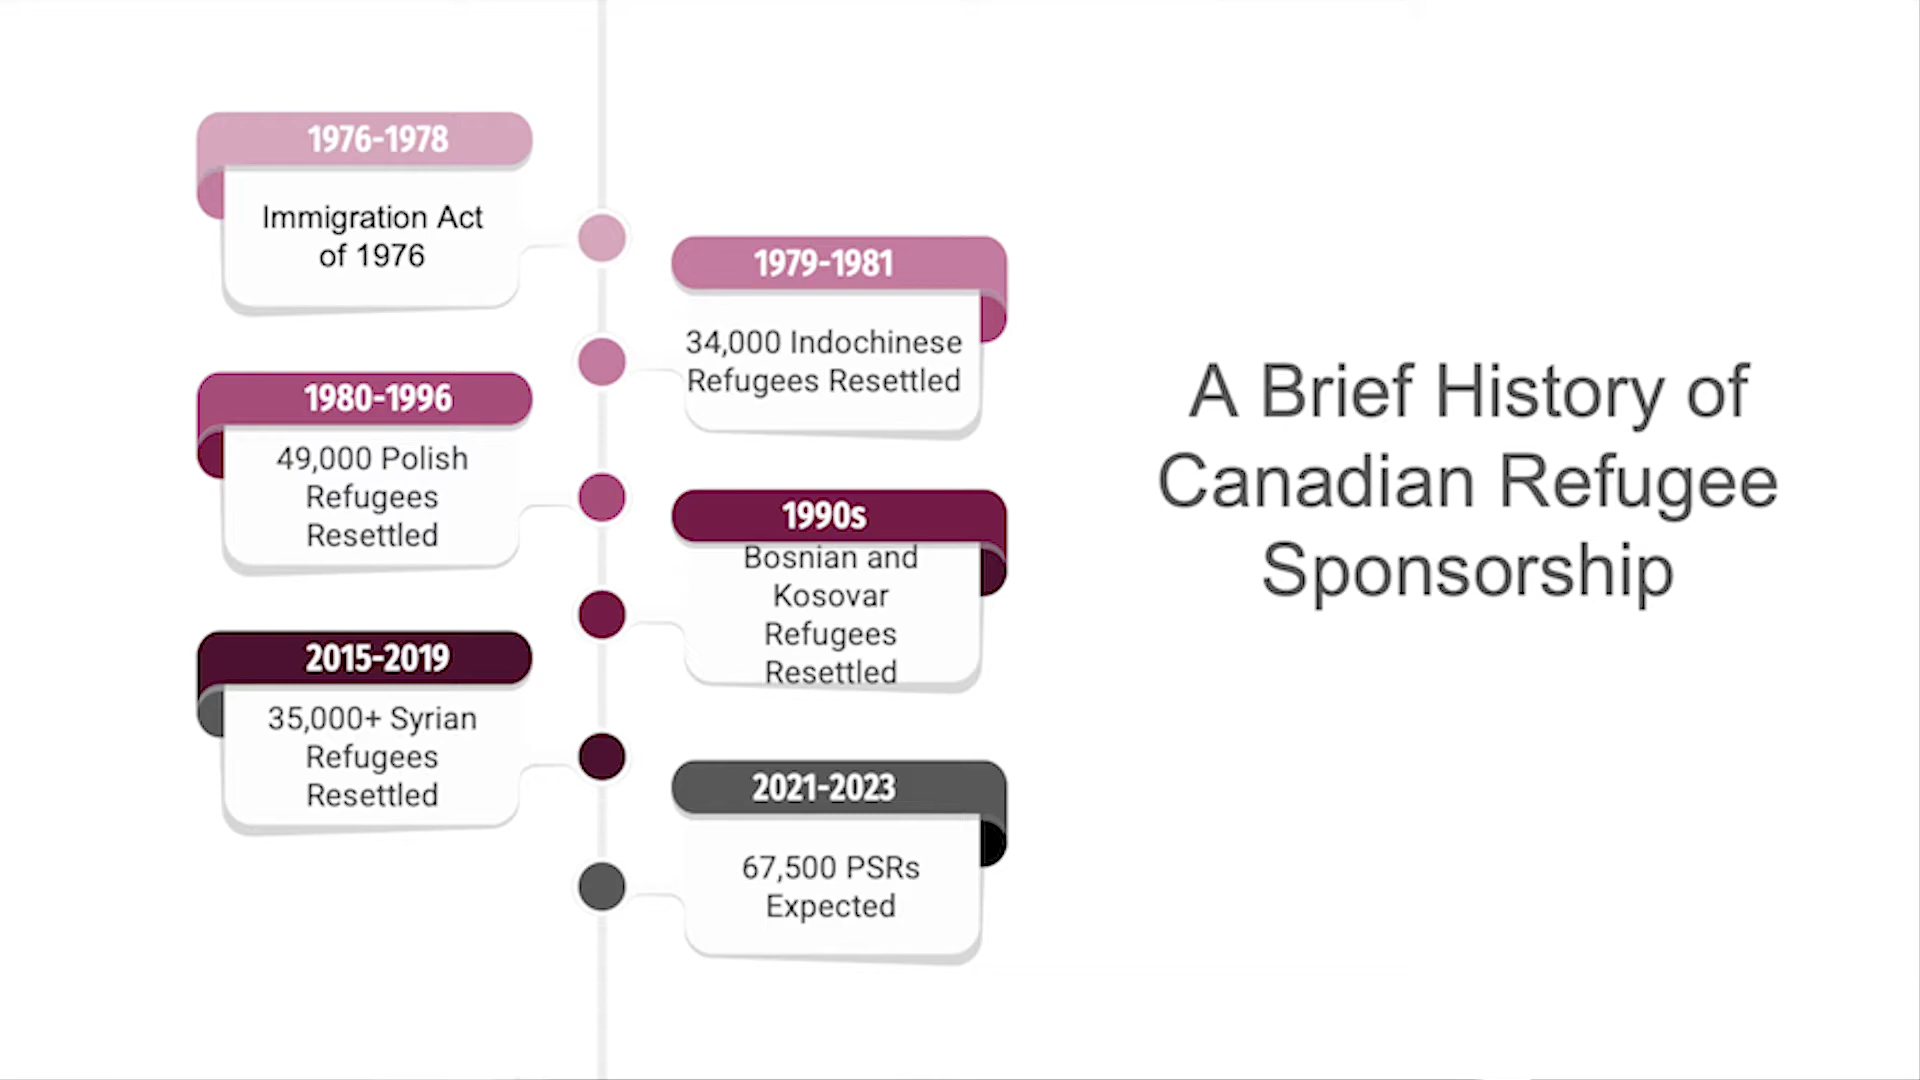 1976-1978
Immigration Act
of 1976
1979-1981
34,000 Indochinese
Refugees Resettled
1980-1996
49,000 Polish
Refugees
Resettled
1990s
Bosnian and
Kosovar
Refugees
Resettled
2015-2019
35,000+ Syrian
Refugees
Resettled
2021-2023
67,500 PSRs
Expected
A Brief History of
Canadian Refugee
Sponsorship